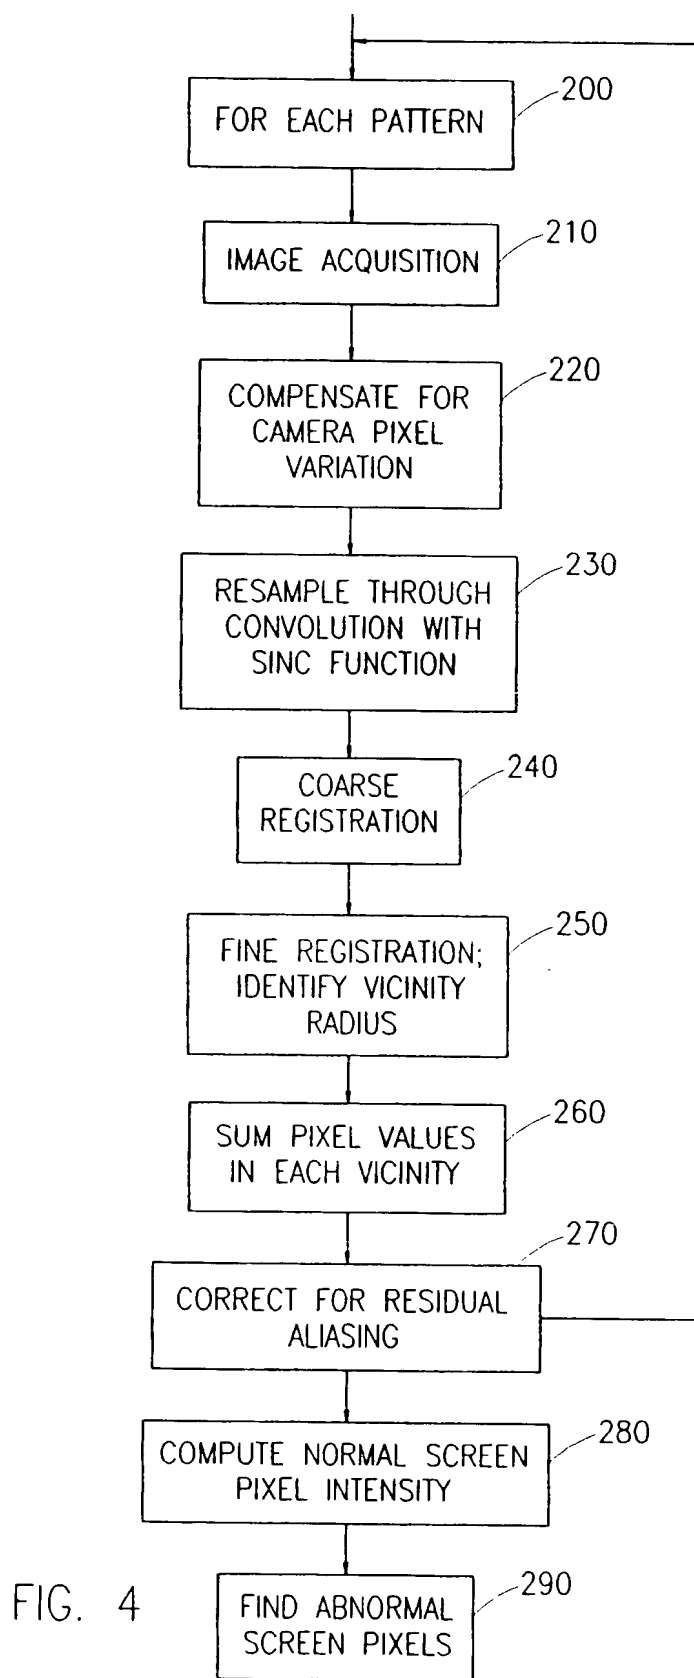 FOR EACH PATTERN
200
IMAGE ACQUISITION
210
COMPENSATE FOR
CAMERA PIXEL
VARIATION
220
RESAMPLE THROUGH
CONVOLUTION WITH
SINC FUNCTION
230
COARSE
REGISTRATION
240
FINE REGISTRATION;
IDENTIFY VICINITY
RADIUS
250
SUM PIXEL VALUES
IN EACH VICINITY
260
CORRECT FOR RESIDUAL
ALIASING
270
COMPUTE NORMAL SCREEN
PIXEL INTENSITY
280
FIND ABNORMAL
SCREEN PIXELS
290
FIG. 4